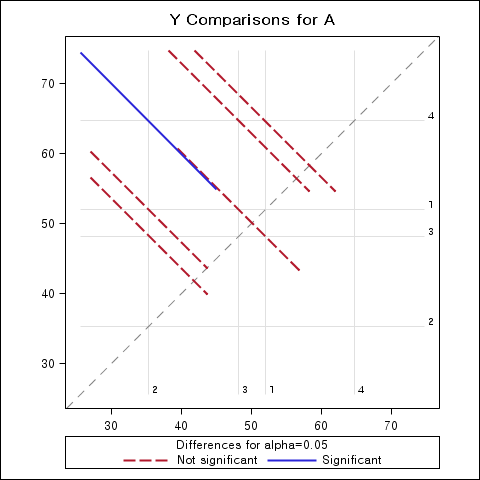 Y Comparisons for A
70
60
50
40
30
4
1
3
2
2 3 1 4
30 40 50 60 70
Differences for alpha=0.05
Not significant Significant